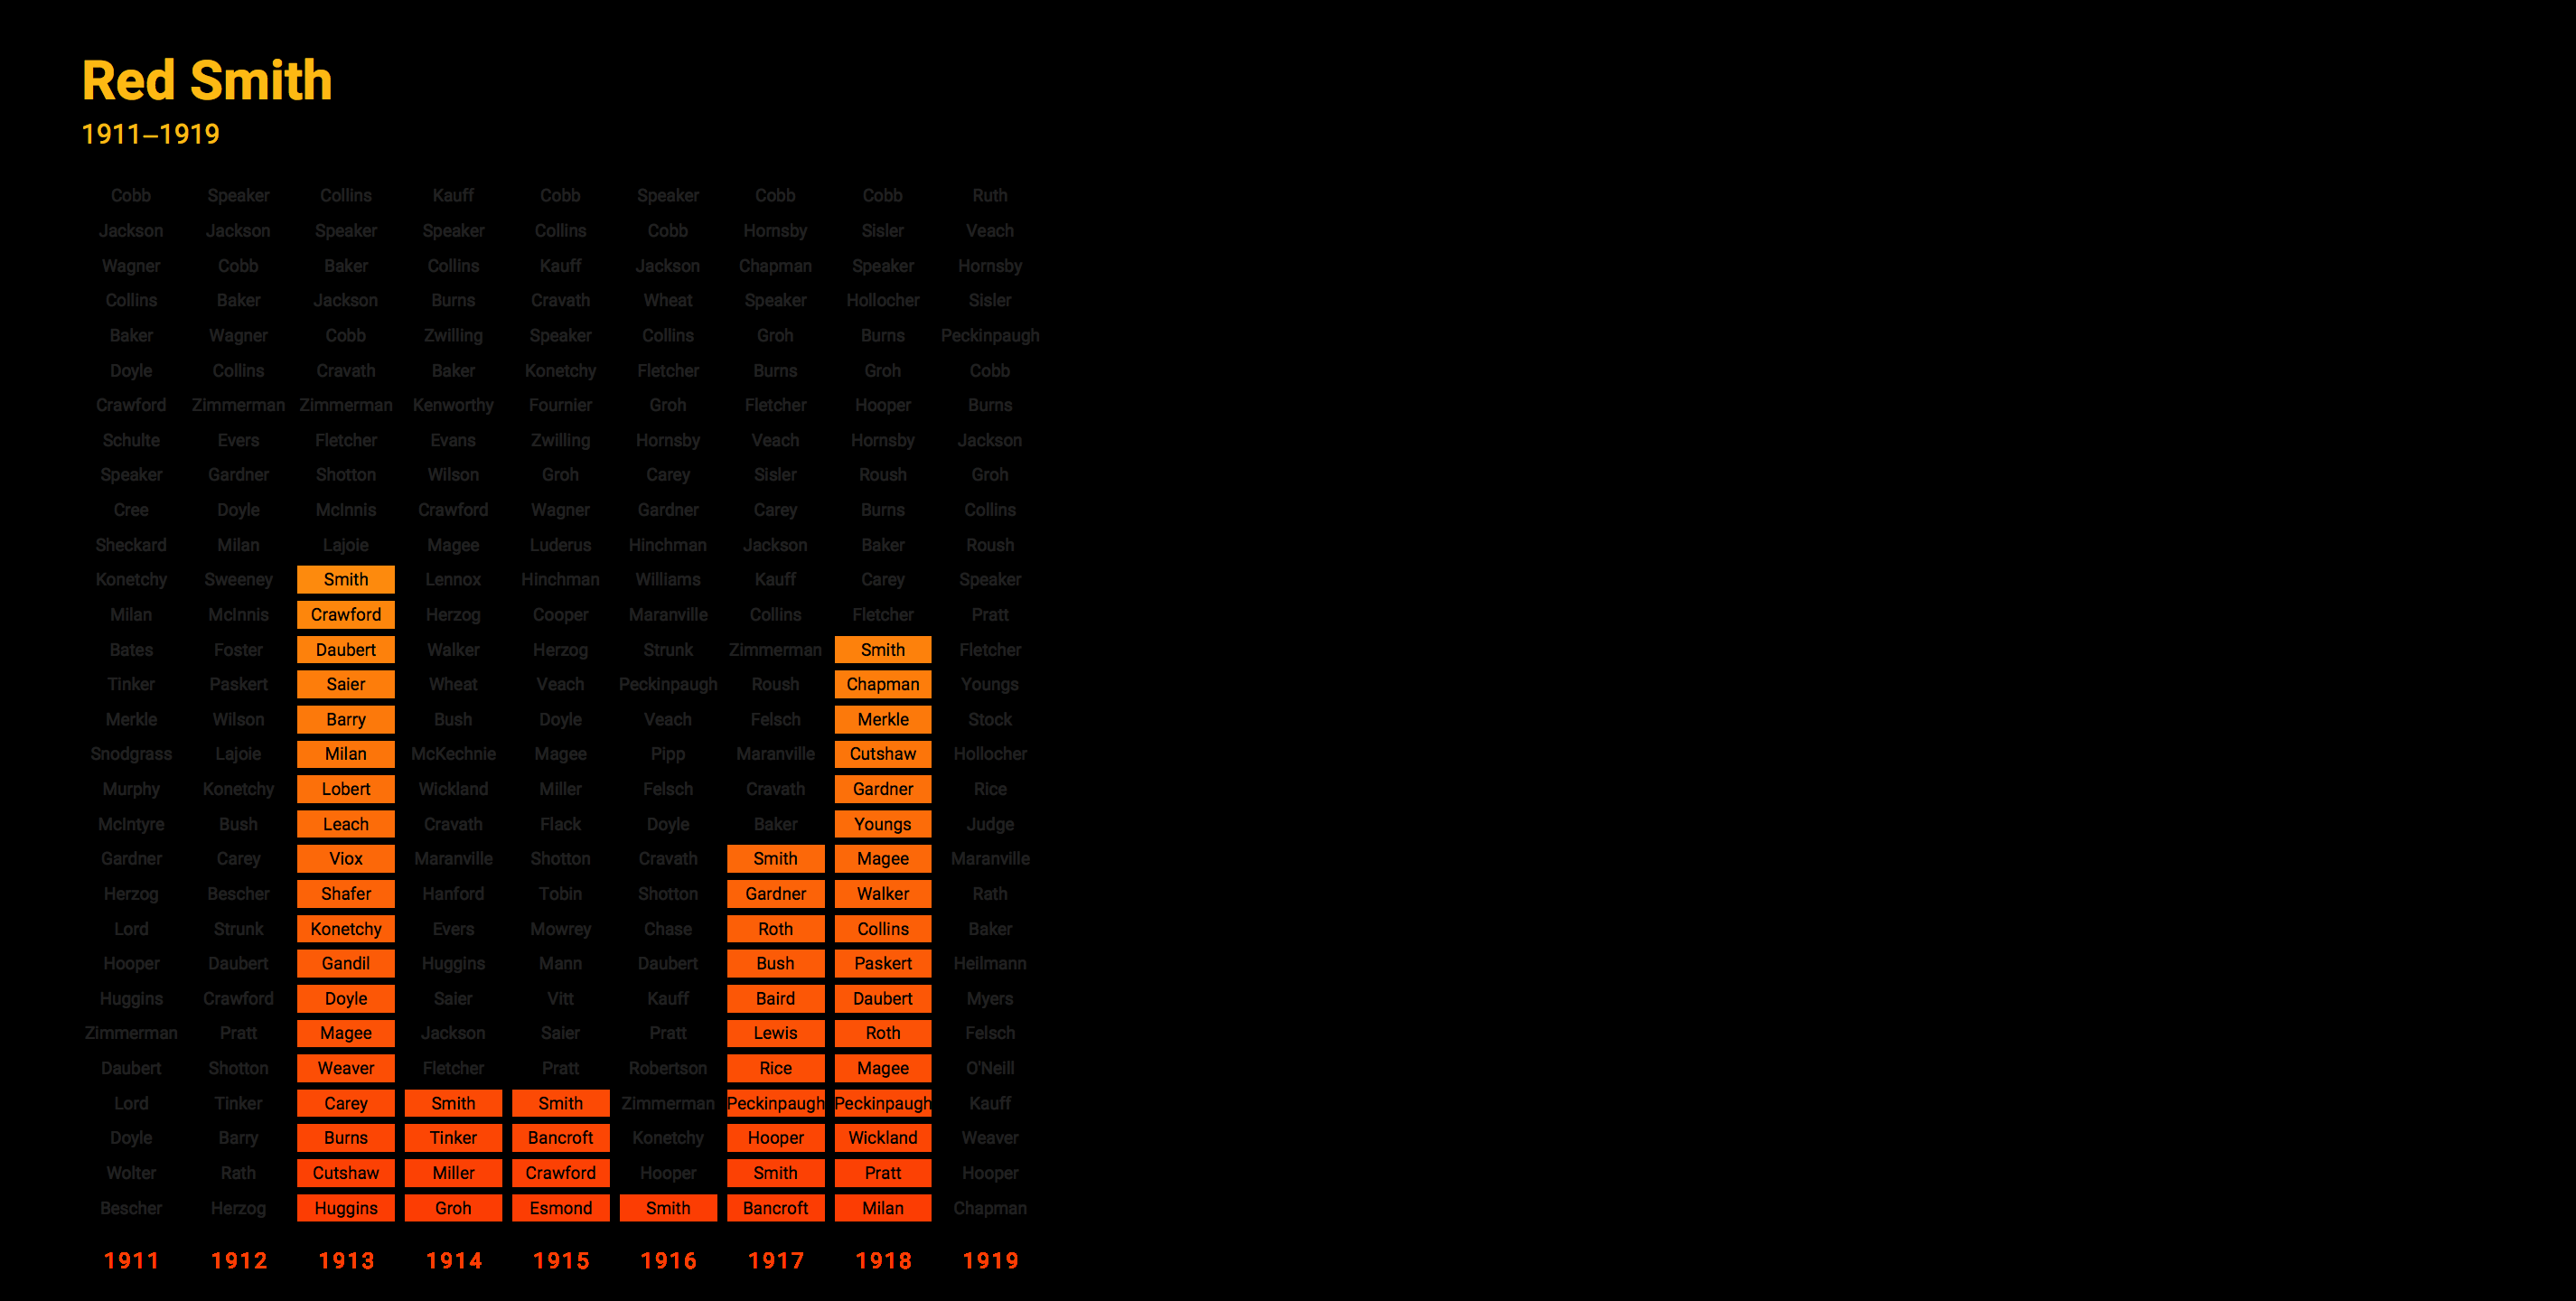 Red Smith
1911–1919
Cobb Speaker Collins Kauff Cobb Speaker Cobb Cobb Ruth
Jackson Jackson Speaker Speaker Collins Cobb Hornsby Sisler Veach
Wagner Cobb Baker Collins Kauff Jackson Chapman Speaker Hornsby
Collins Baker Jackson Burns Cravath Wheat Speaker Hollocher Sisler
Baker Wagner Cobb Zwilling Speaker Collins Groh Burns Peckinpaugh
Doyle Collins Cravath Baker Konetchy Fletcher Burns Groh Cobb
Crawford Zimmerman Zimmerman Kenworthy Fournier Groh Fletcher Hooper Burns
Schulte Evers Fletcher Evans Zwilling Hornsby Veach Hornsby Jackson
Speaker Gardner Shotton Wilson Groh Carey Sisler Roush Groh
Cree Doyle McInnis Crawford Wagner Gardner Carey Burns Collins
Sheckard Milan Lajoie Magee Luderus Hinchman Jackson Baker Roush
Konetchy Sweeney Smith Lennox Hinchman Williams Kauff Carey Speaker
Milan McInnis Crawford Herzog Cooper Maranville Collins Fletcher Pratt
Bates Foster Daubert Walker Herzog Strunk Zimmerman Smith Fletcher
Tinker Paskert Saier Wheat Veach Peckinpaugh Roush Chapman Youngs
Merkle Wilson Barry Bush Doyle Veach Felsch Merkle Stock
Snodgrass Lajoie Milan McKechnie Magee Pipp Maranville Cutshaw Hollocher
Murphy Konetchy Lobert Wickland Miller Felsch Cravath Gardner Rice
McIntyre Bush Leach Cravath Flack Doyle Baker Youngs Judge
Gardner Carey Viox Maranville Shotton Cravath Smith Magee Maranville
Herzog Bescher Shafer Hanford Tobin Shotton Gardner Walker Rath
Lord Strunk Konetchy Evers Mowrey Chase Roth Collins Baker
Hooper Daubert Gandil Huggins Mann Daubert Bush Paskert Heilmann
Huggins Crawford Doyle Saier Vitt Kauff Baird Daubert Myers
Zimmerman Pratt Magee Jackson Saier Pratt Lewis Roth Felsch
Daubert Shotton Weaver Fletcher Pratt Robertson Rice Magee O'Neill
Lord Tinker Carey Smith Smith Zimmerman Peckinpaugh Peckinpaugh Kauff
Doyle Barry Burns Tinker Bancroft Konetchy Hooper Wickland Weaver
Wolter Rath Cutshaw Miller Crawford Hooper Smith Pratt Hooper
Bescher Herzog Huggins Groh Esmond Smith Bancroft Milan Chapman
1911 1912 1913 1914 1915 1916 1917 1918 1919